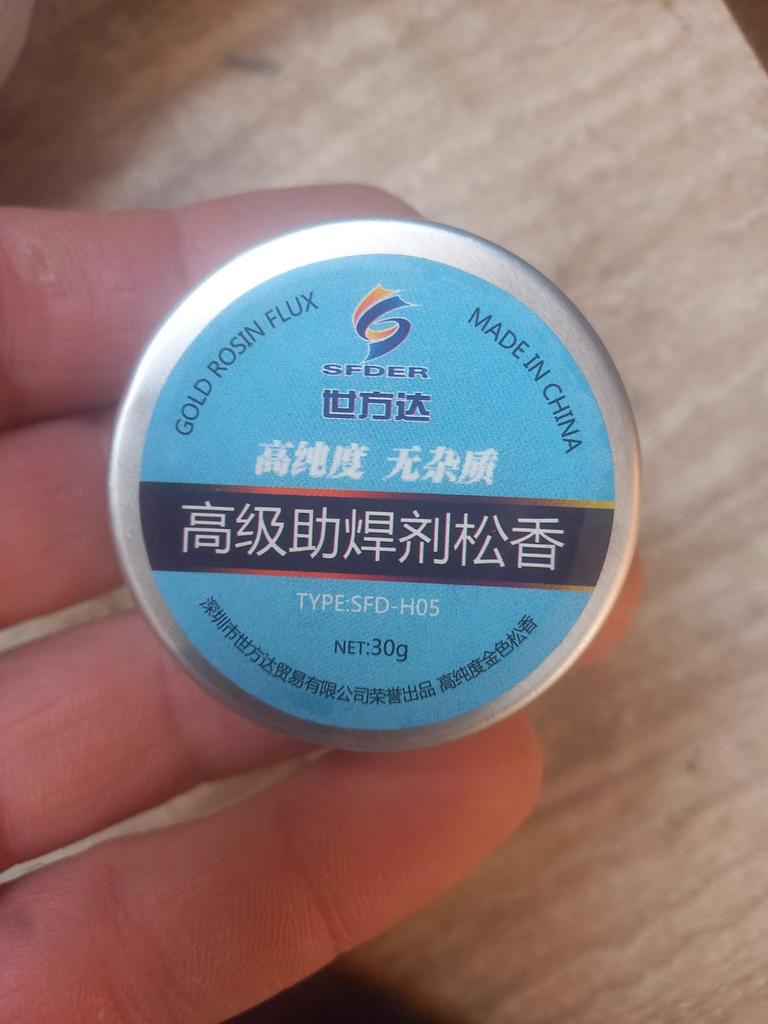 GOLD ROSIN FLUX
MADE IN CHINA
SFDER
世方达
高纯度 无杂质
高级助焊剂松香
TYPE:SFD-H05
NET:30g
深圳市世方达贸易有限公司荣誉出品 高纯度金色松香